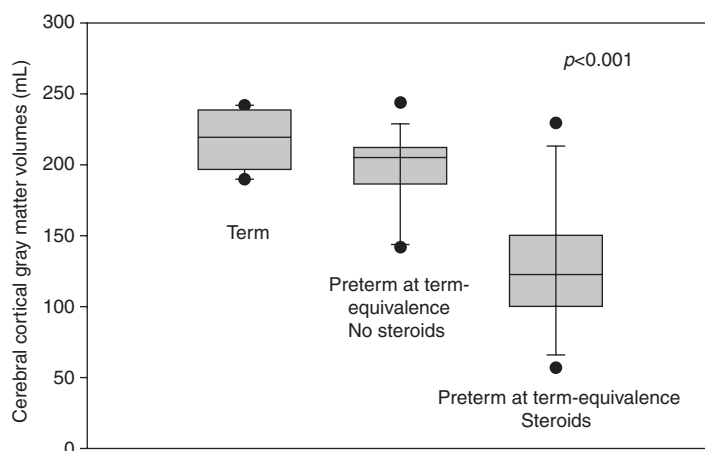 Cerebral cortical gray matter volumes (mL)
300
250
200
150
100
50
0
p<0.001
Term
Preterm at term-
equivalence
No steroids
Preterm at term-equivalence
Steroids